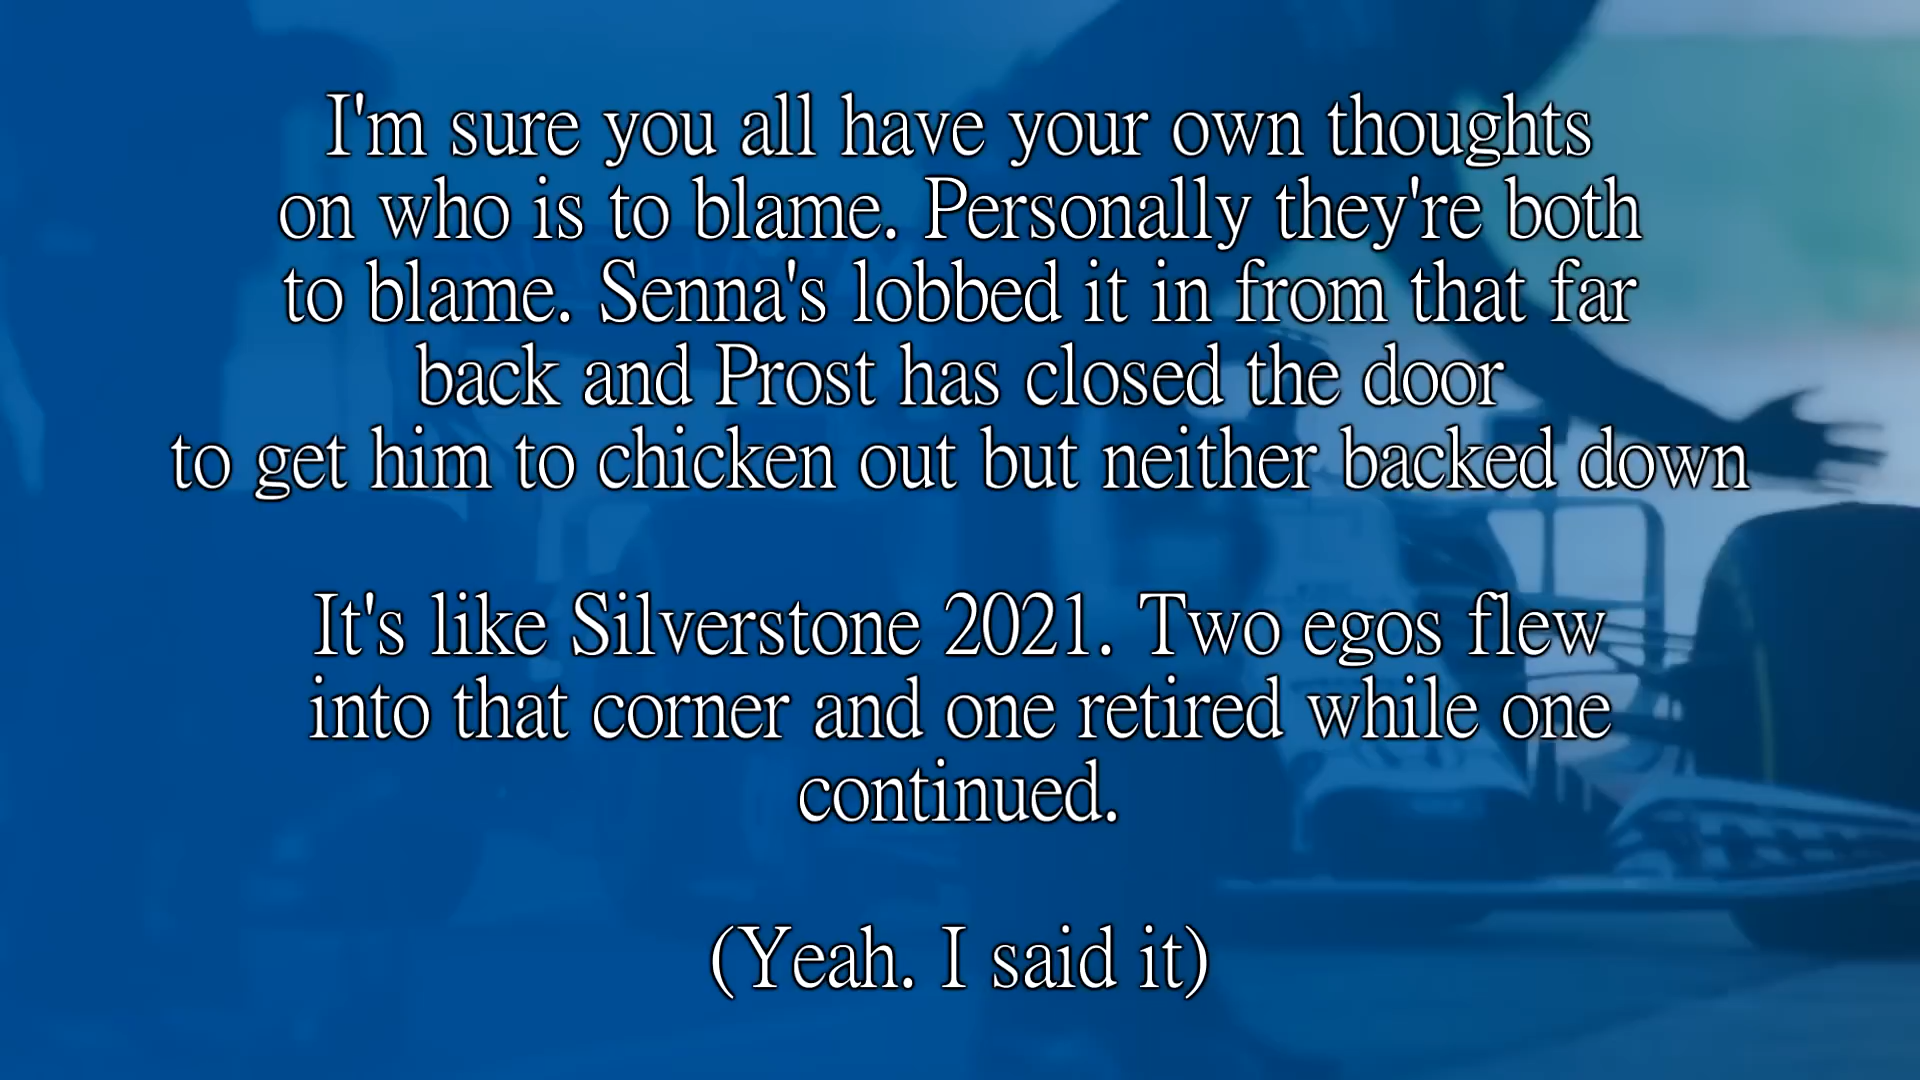 I'm sure you all have your own thoughts
on who is to blame. Personally they're both
to blame. Senna's lobbed it in from that far
back and Prost has closed the door
to get him to chicken out but neither backed down
It's like Silverstone 2021. Two egos flew
into that corner and one retired while one
continued.
(Yeah. I said it)